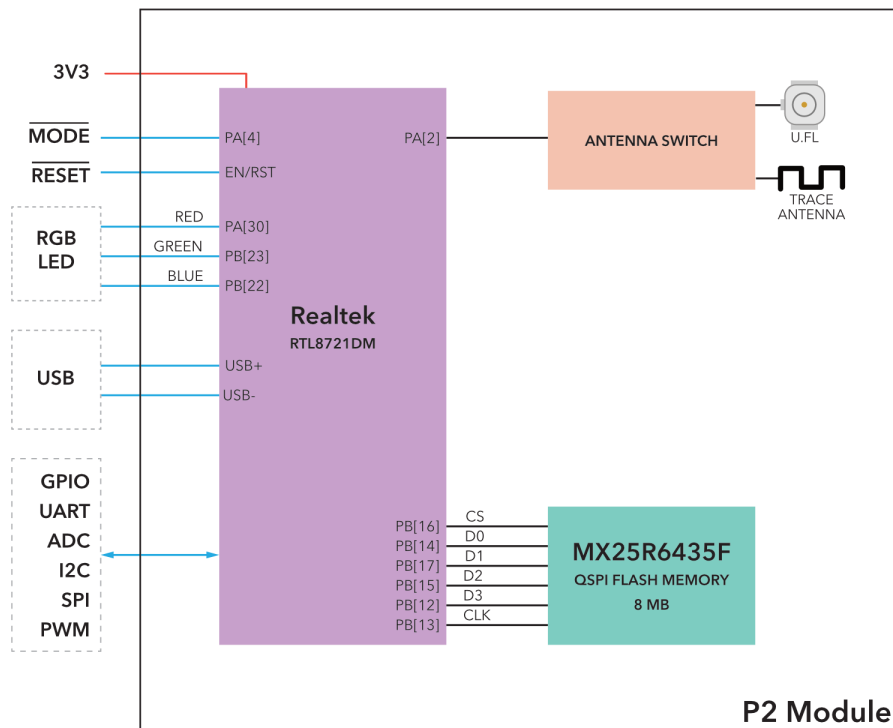 3V3
MODE
RESET
RGB
LED
USB
GPIO
UART
ADC
I2C
SPI
PWM
RED
GREEN
BLUE
PA[4]
EN/RST
PA[30]
PB[23]
PB[22]
USB+
USB-
Realtek
RTL8721DM
PA[2]
ANTENNA SWITCH
U.FL
TRACE
ANTENNA
PB[16]
PB[14]
PB[17]
PB[15]
PB[12]
PB[13]
CS
D0
D1
D2
D3
CLK
MX25R6435F
QSPI FLASH MEMORY
8 MB
P2 Module